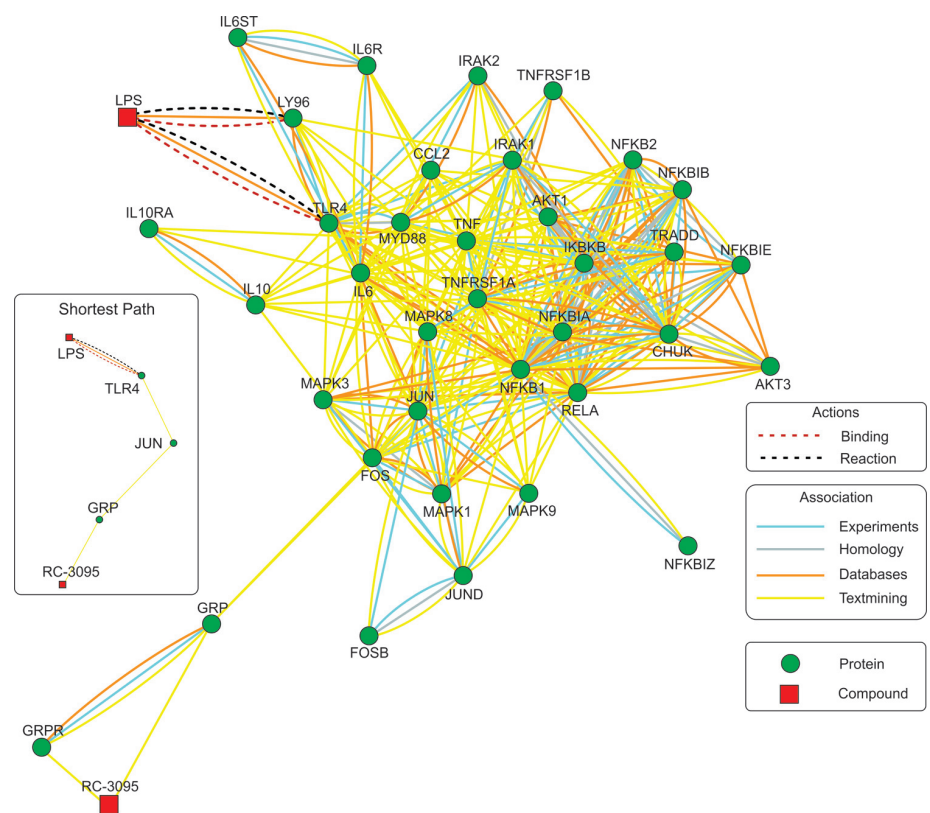 IL6ST
IL6R
IRAK2
TNFRSF1B
LPS
LY96
IRAK1
NFKB2
CCL2
NFKBIB
IL10RA
TLR4
MYD88
TNF
AKT1
TRADD
IKBKB
NFKBIE
IL10
IL6
TNFRSF1A
MAPK8
NFKBIA
CHUK
MAPK3
JUN
NFKB1
RELA
AKT3
FOS
MAPK1
MAPK9
NFKBIZ
JUND
FOSB
GRP
GRPR
RC-3095
Shortest Path
LPS
TLR4
JUN
GRP
RC-3095
Actions
Binding
Reaction
Association
Experiments
Homology
Databases
Textmining
Protein
Compound